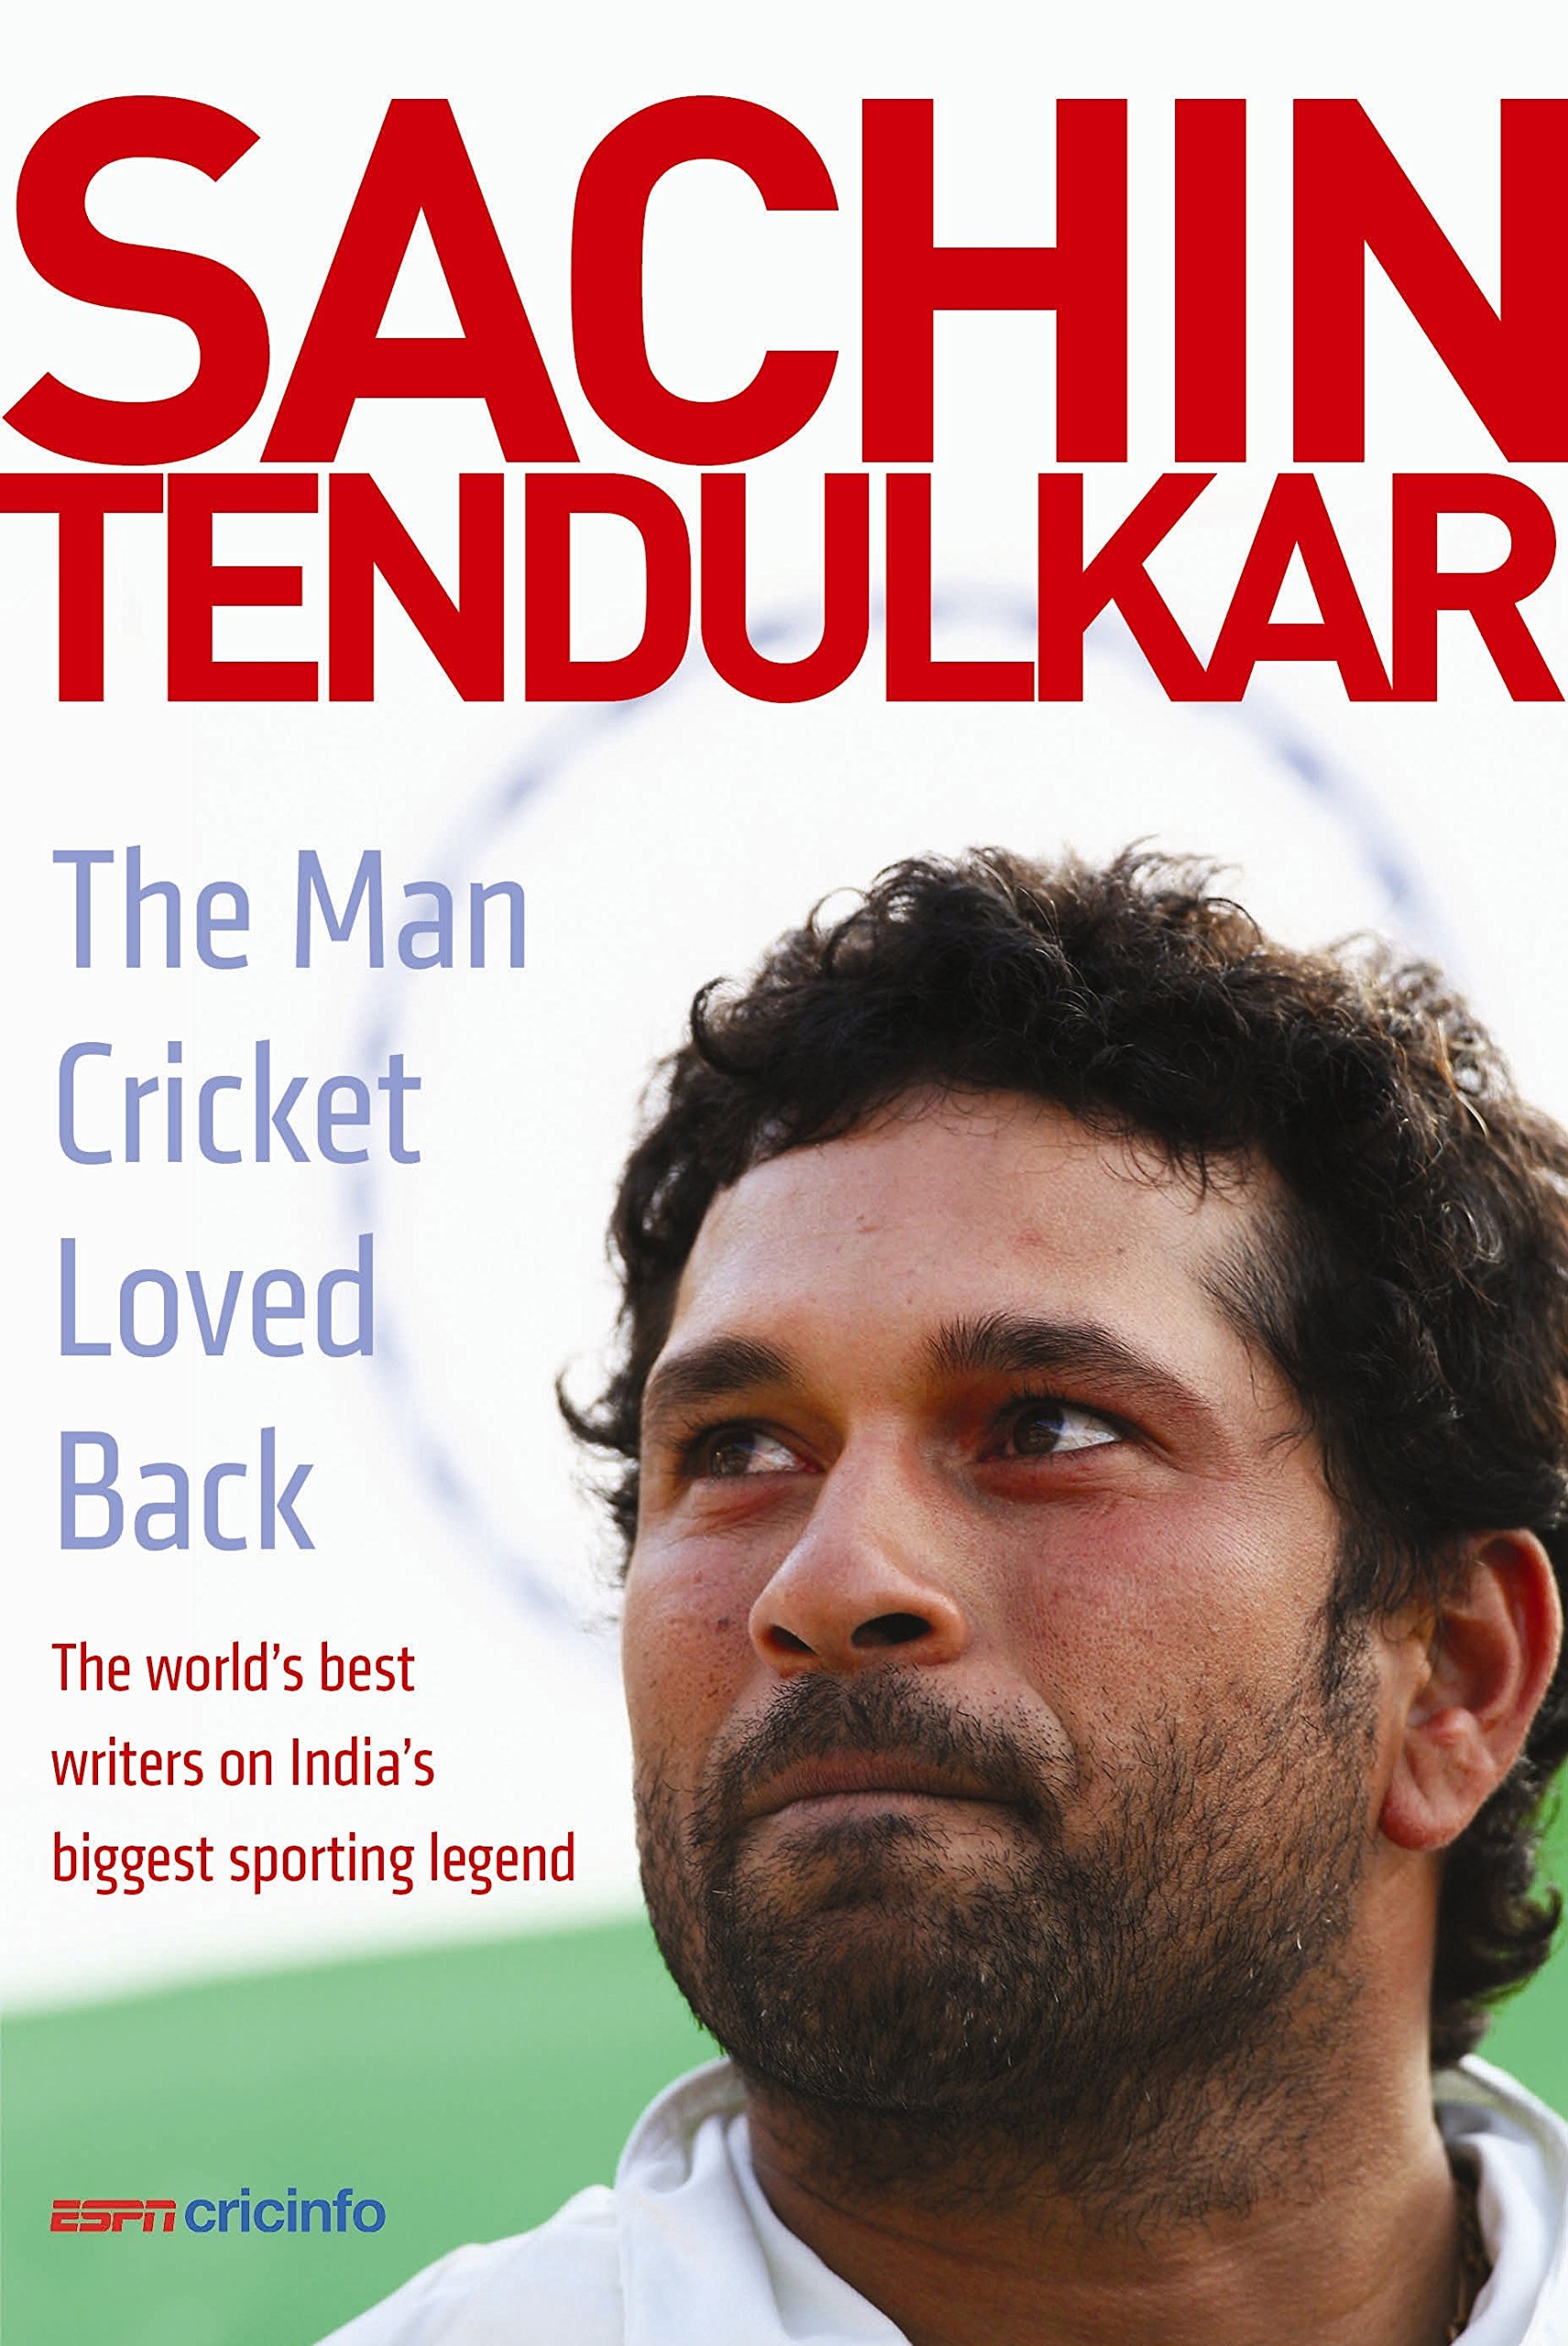 SACHIN
TENDULKAR
The Man
Cricket
Loved
Back
The world’s best
writers on India’s
biggest sporting legend
ESPN cricinfo